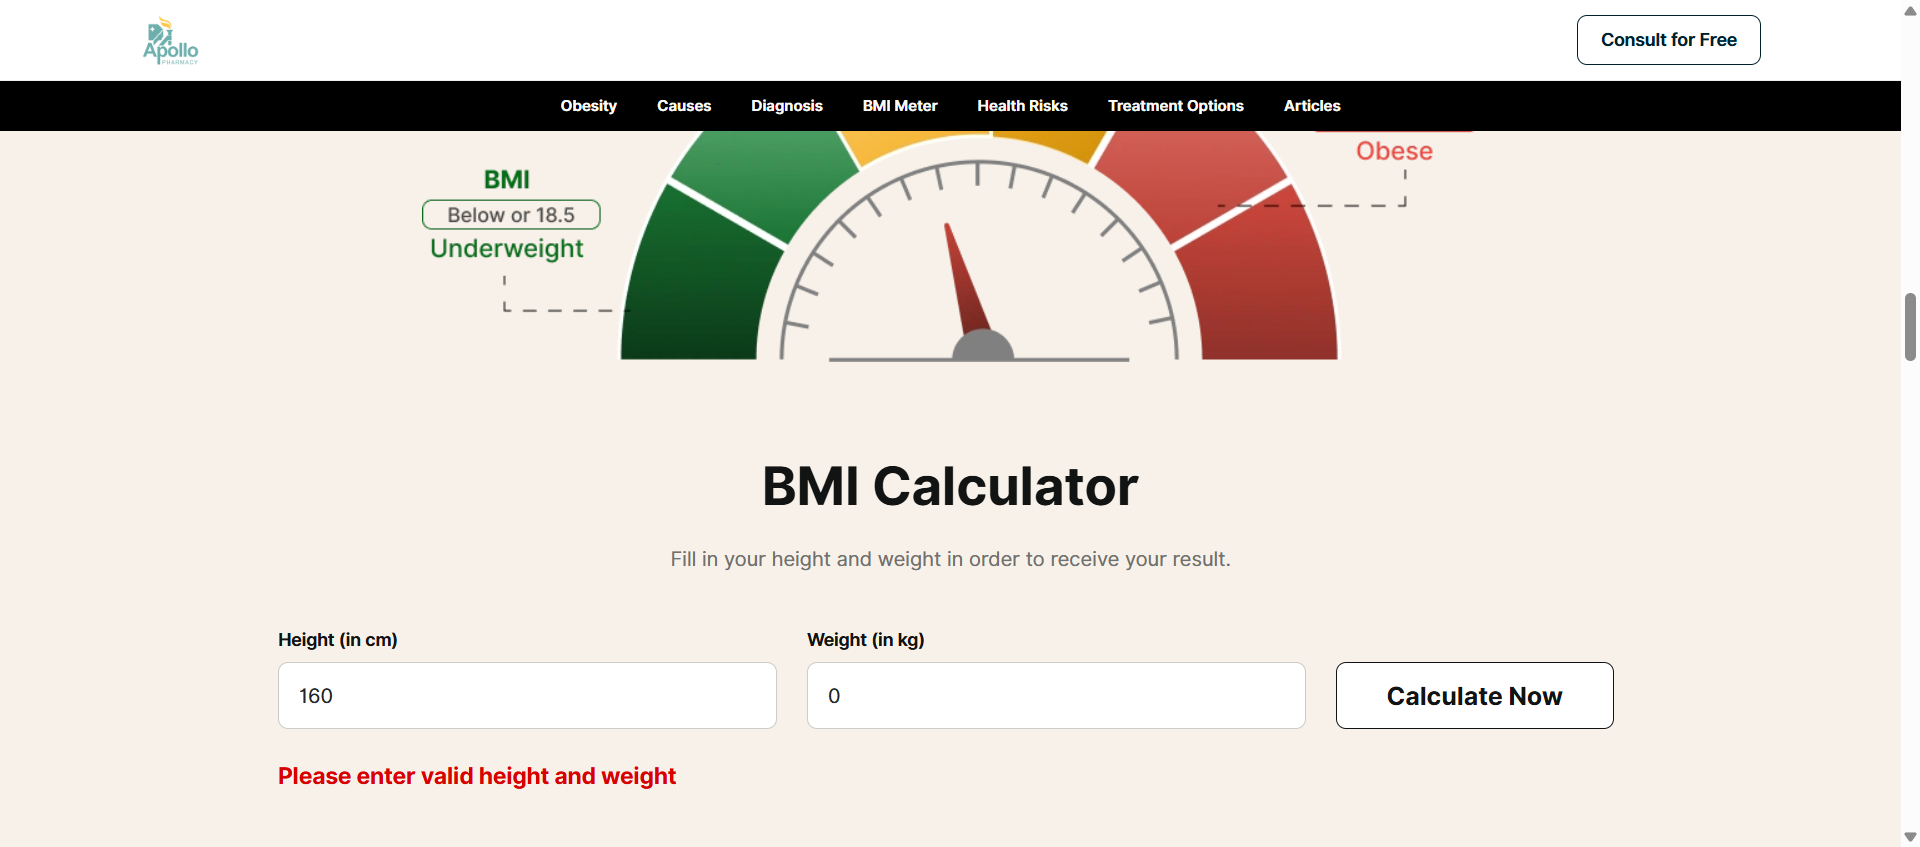 Apollo
PHARMACY
Consult for Free
Obesity Causes Diagnosis BMI Meter Health Risks Treatment Options Articles
Obese
BMI
Below or 18.5
Underweight
BMI Calculator
Fill in your height and weight in order to receive your result.
Height (in cm) Weight (in kg)
160 0 Calculate Now
Please enter valid height and weight